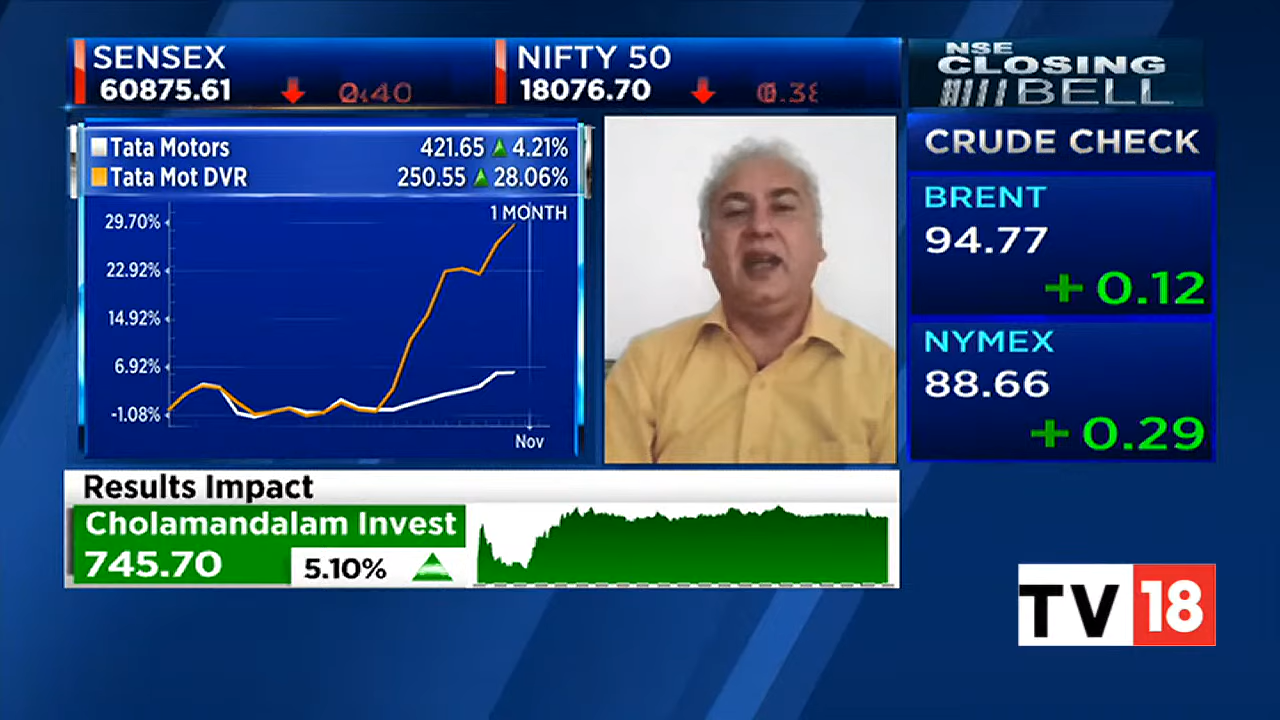 SENSEX
60875.61
NIFTY 50
18076.70
NSE
CLOSING
BELL
Tata Motors 421.65 4.21%
Tata Mot DVR 250.55 28.06%
1 MONTH
29.70%
22.92%
14.92%
6.92%
-1.08%
Nov
CRUDE CHECK
BRENT
94.77
+ 0.12
NYMEX
88.66
+ 0.29
Results Impact
Cholamandalam Invest
745.70 5.10%
TV18